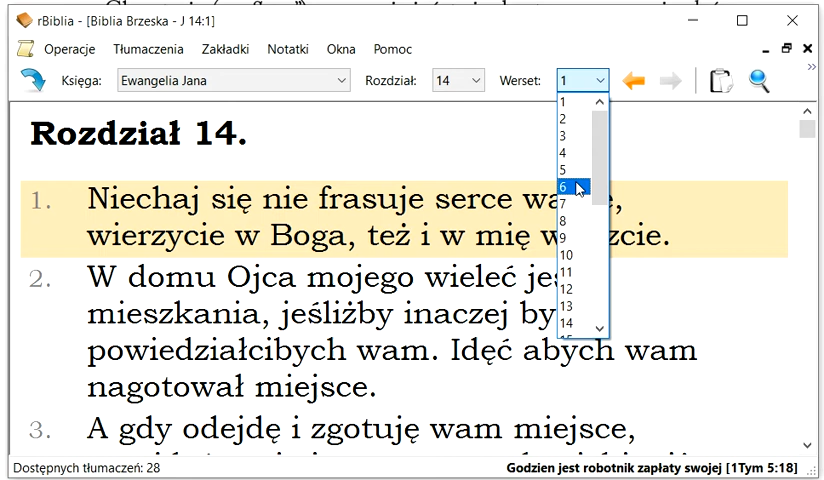 rBiblia - [Biblia Brzeska - J 14:1]
Operacje Tłumaczenia Zakładki Notatki Okna Pomoc
Księga: Ewangelia Jana Rozdział: 14 Werset: 1
1
2
3
4
5
6
7
8
9
10
11
12
13
14
Rozdział 14.
1. Niechaj się nie frasuje serce
wierzycie w Boga, też i w mię
2. W domu Ojca mojego wieleć
mieszkania, jeśliżby inaczej
powiedziałcibych wam. Idęć abych wam
nagotował miejsce.
3. A gdy odejdę i zgotuję wam miejsce,
Dostępnych tłumaczeń: 28 Godzien jest robotnik zapłaty swojej [1Tym 5:18]